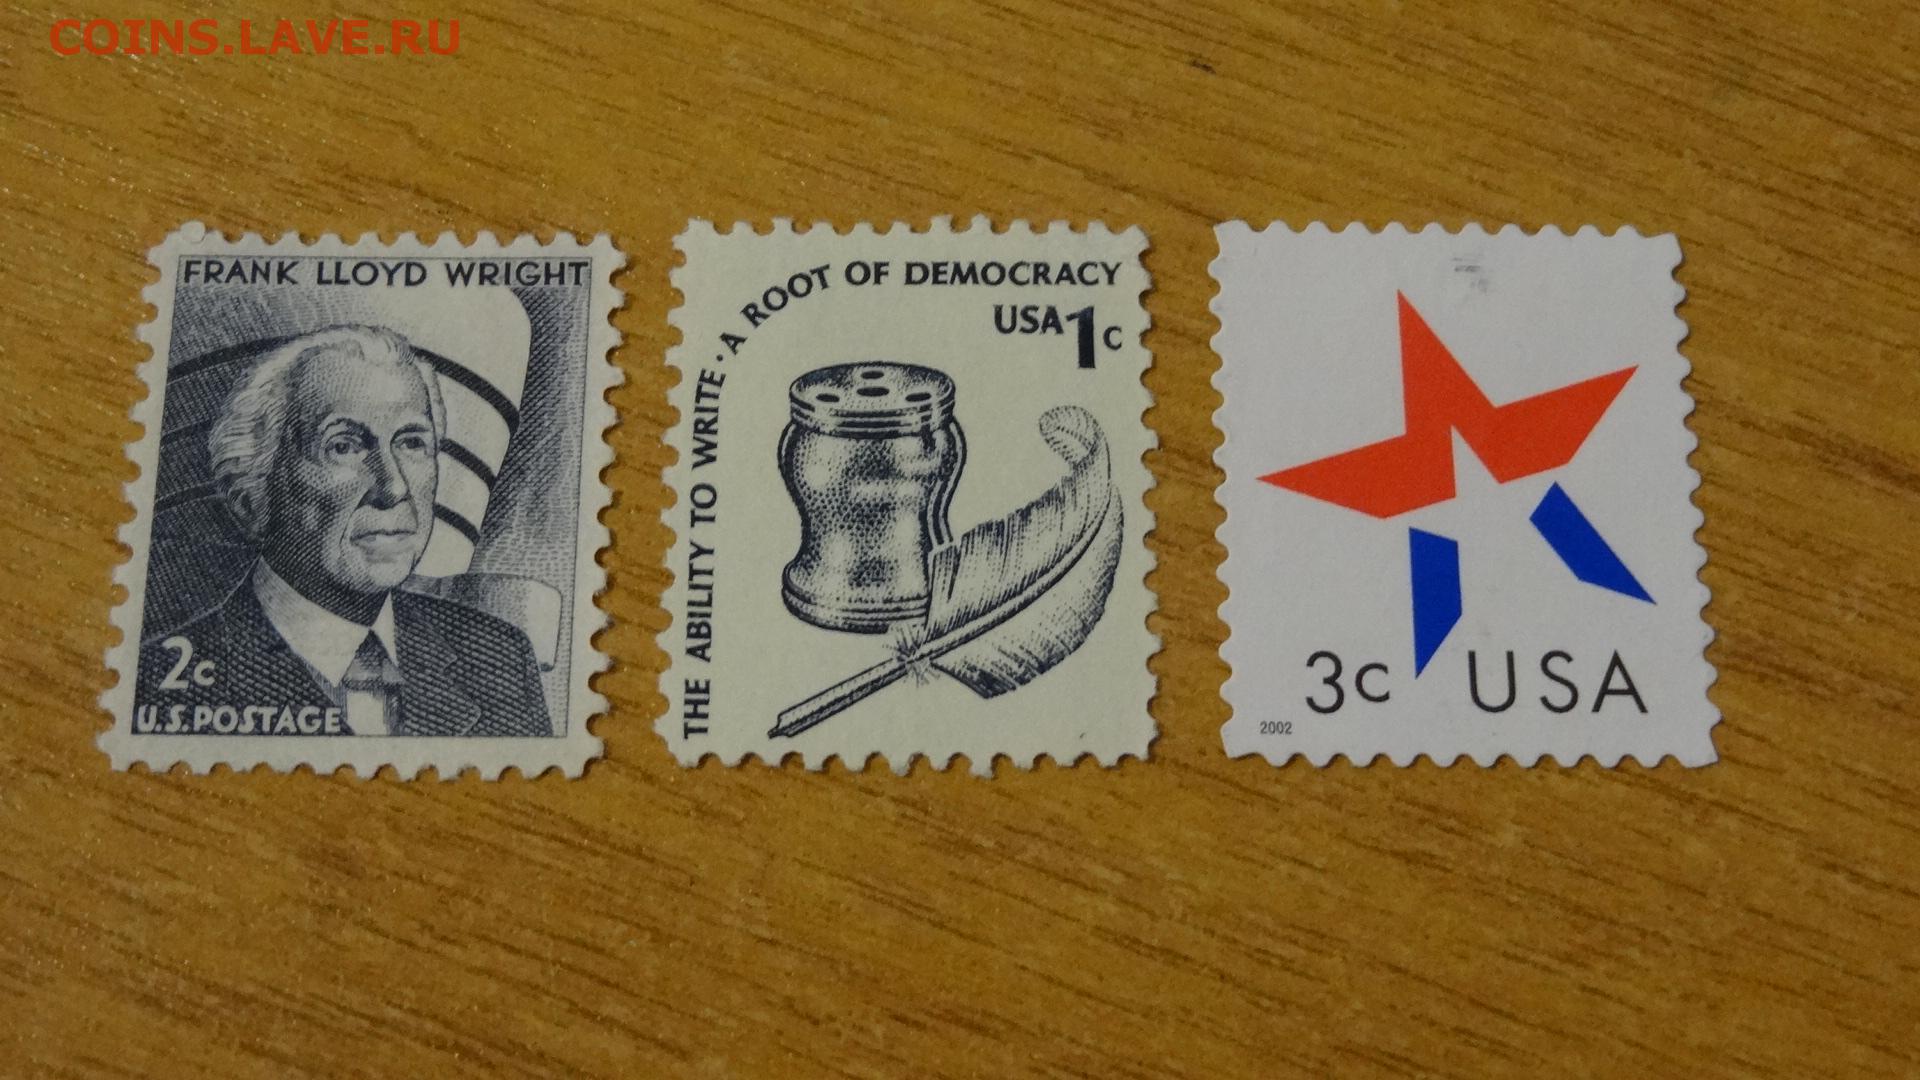 COINS.LAVE.RU
FRANK LLOYD WRIGHT
2c
U.S.POSTAGE
THE ABILITY TO WRITE · A ROOT OF DEMOCRACY
USA 1c
3c USA
2002